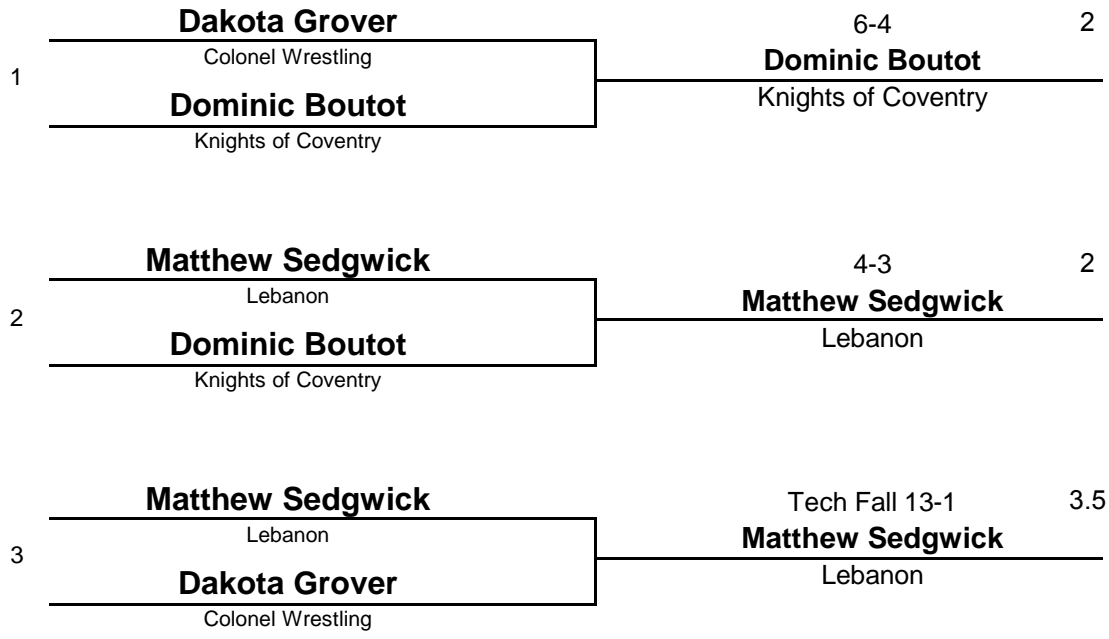 Dakota Grover
Colonel Wrestling
1
Dominic Boutot
Knights of Coventry
6-4 2
Dominic Boutot
Knights of Coventry
Matthew Sedgwick
Lebanon
2
Dominic Boutot
Knights of Coventry
4-3 2
Matthew Sedgwick
Lebanon
Matthew Sedgwick
Lebanon
3
Dakota Grover
Colonel Wrestling
Tech Fall 13-1 3.5
Matthew Sedgwick
Lebanon